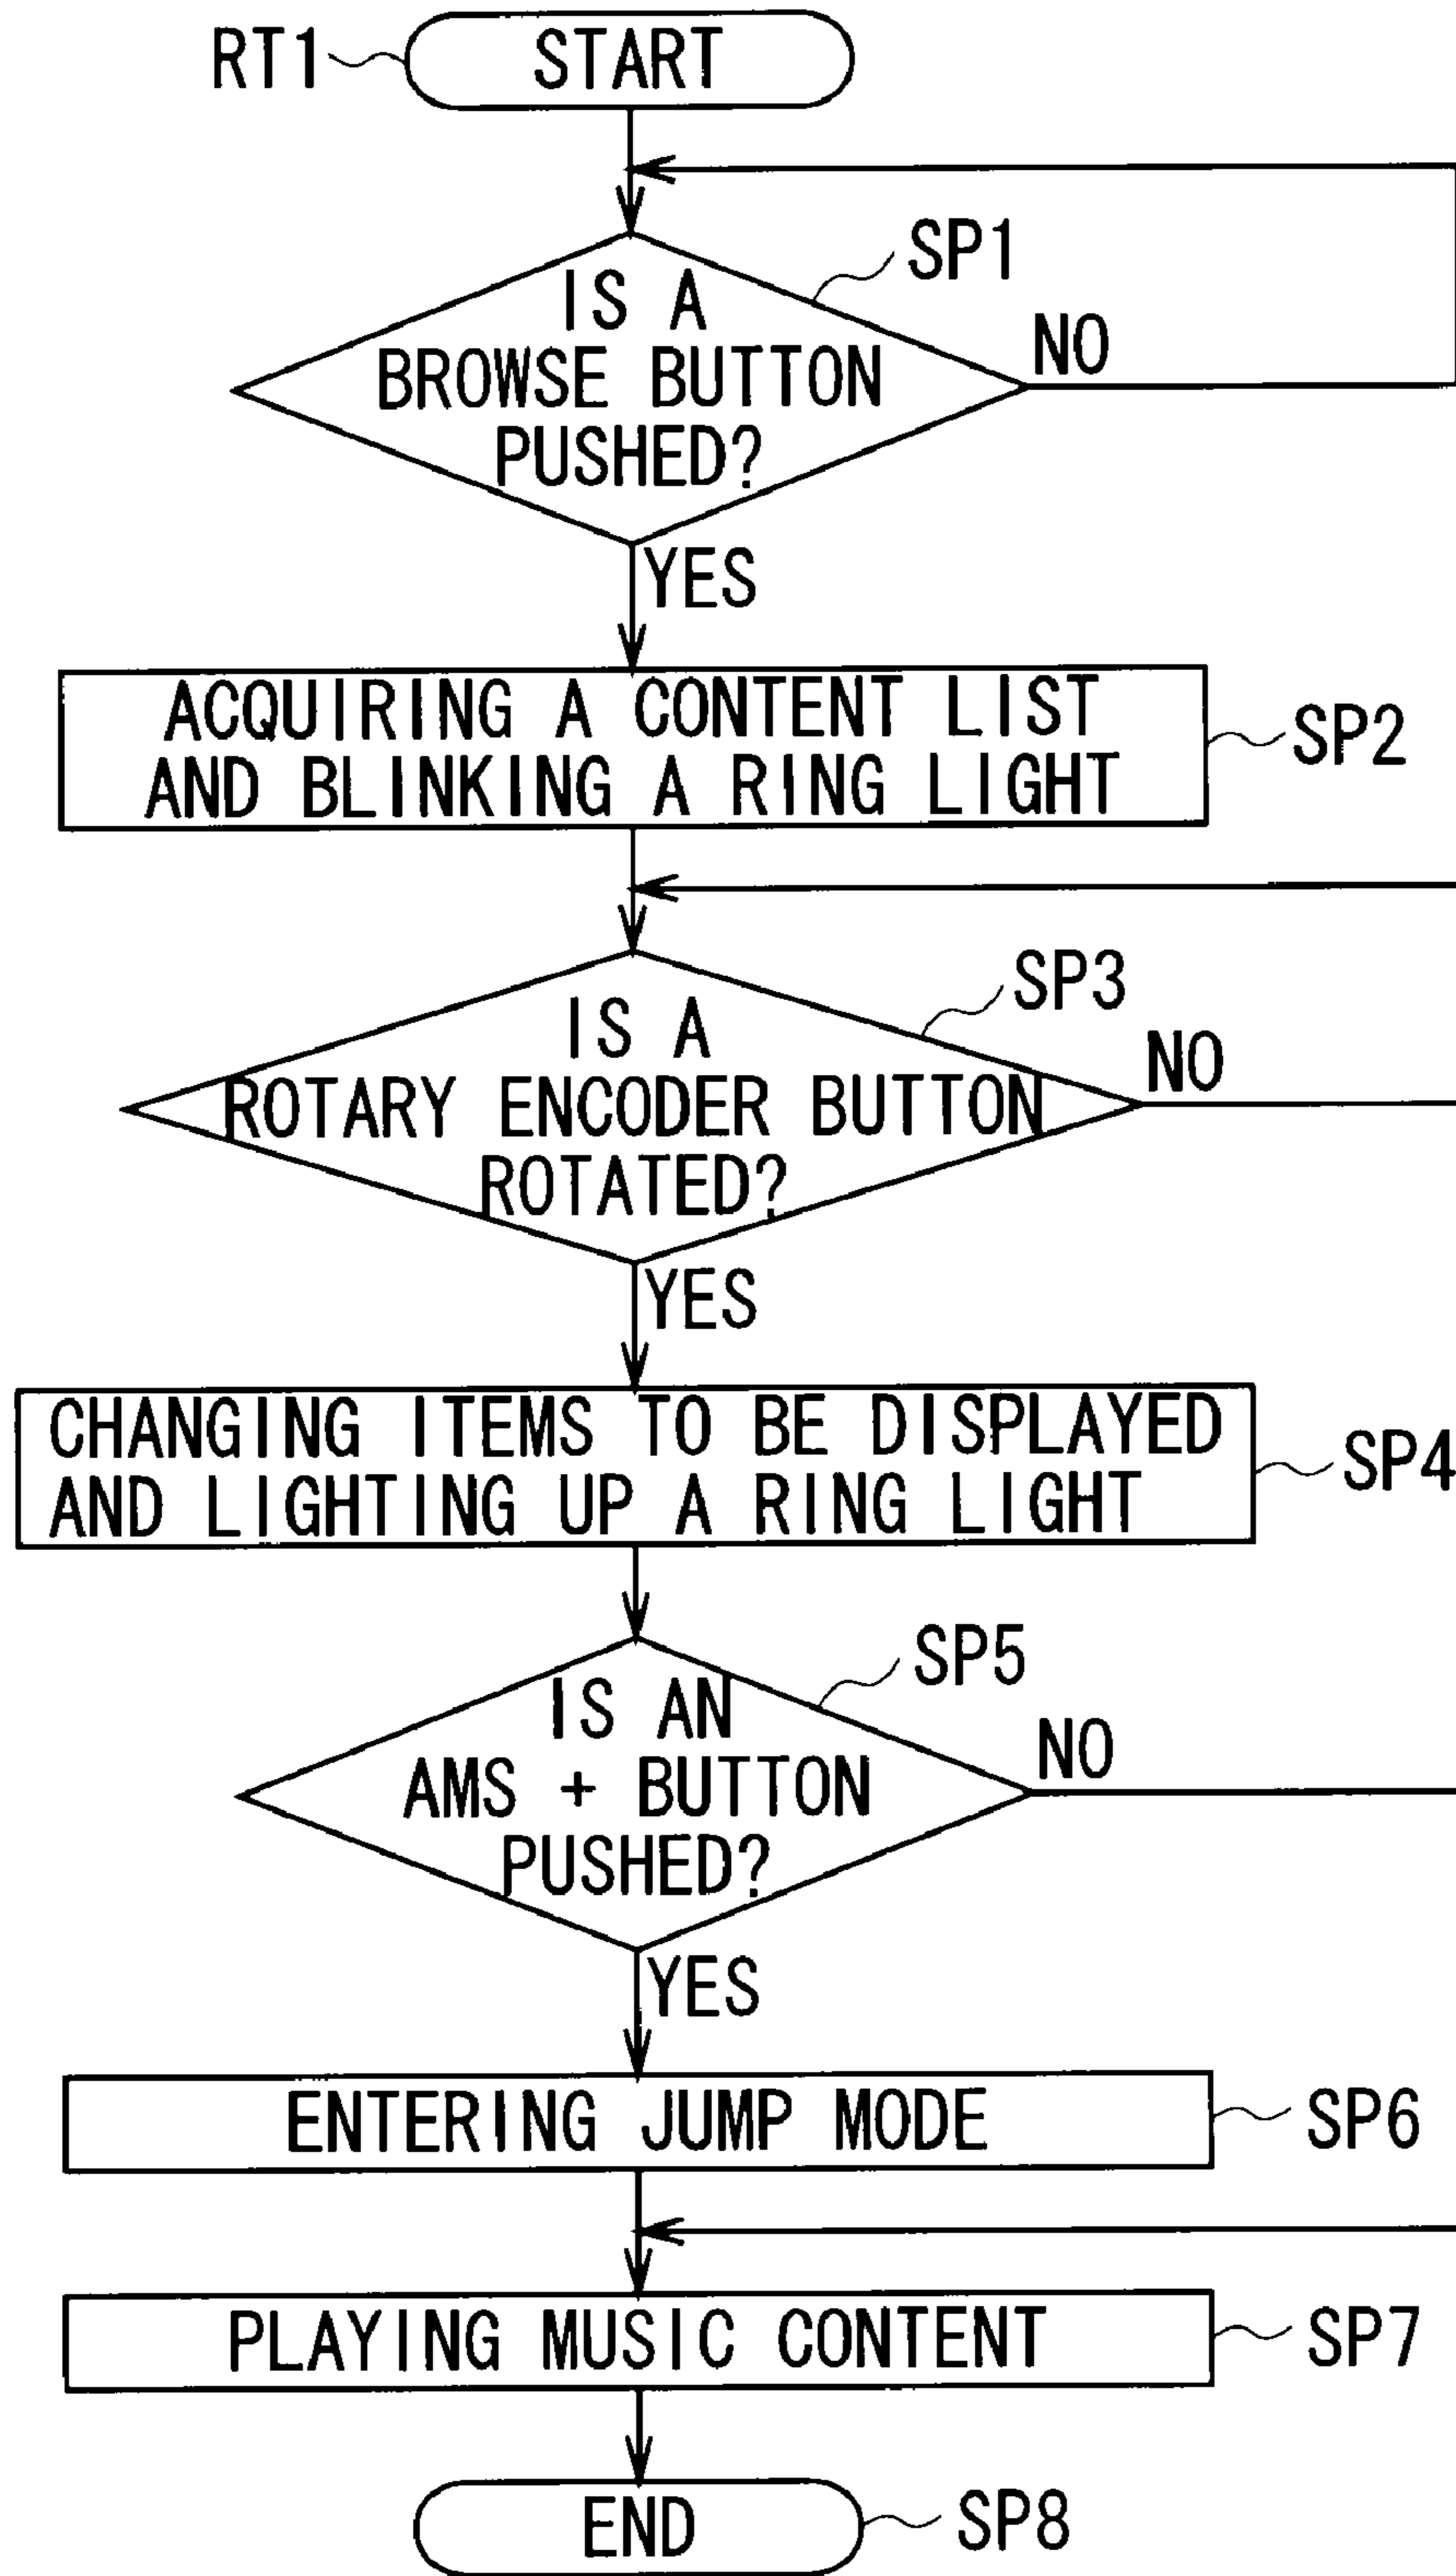 RT1
START
SP1
IS A
BROWSE BUTTON
PUSHED?
NO
YES
ACQUIRING A CONTENT LIST
AND BLINKING A RING LIGHT
SP2
SP3
IS A
ROTARY ENCODER BUTTON
ROTATED?
NO
YES
CHANGING ITEMS TO BE DISPLAYED
AND LIGHTING UP A RING LIGHT
SP4
SP5
IS AN
AMS + BUTTON
PUSHED?
NO
YES
ENTERING JUMP MODE
SP6
PLAYING MUSIC CONTENT
SP7
END
SP8